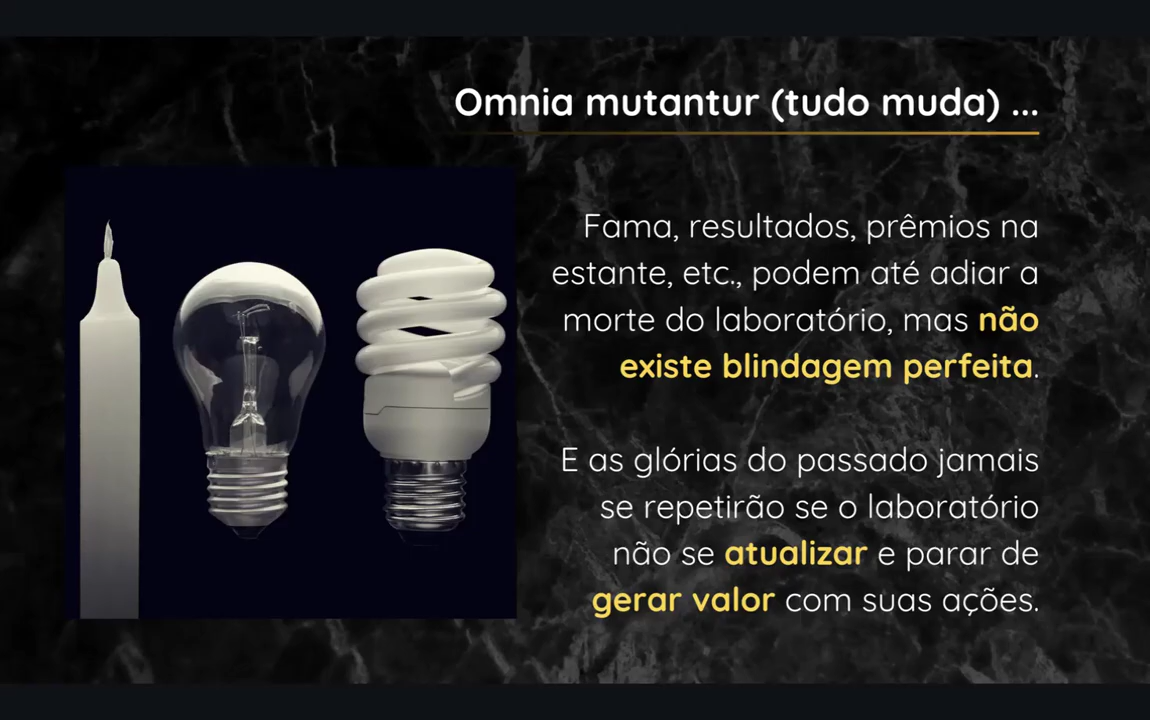 Omnia mutantur (tudo muda) ...
Fama, resultados, prêmios na
estante, etc., podem até adiar a
morte do laboratório, mas não
existe blindagem perfeita.
E as glórias do passado jamais
se repetirão se o laboratório
não se atualizar e parar de
gerar valor com suas ações.